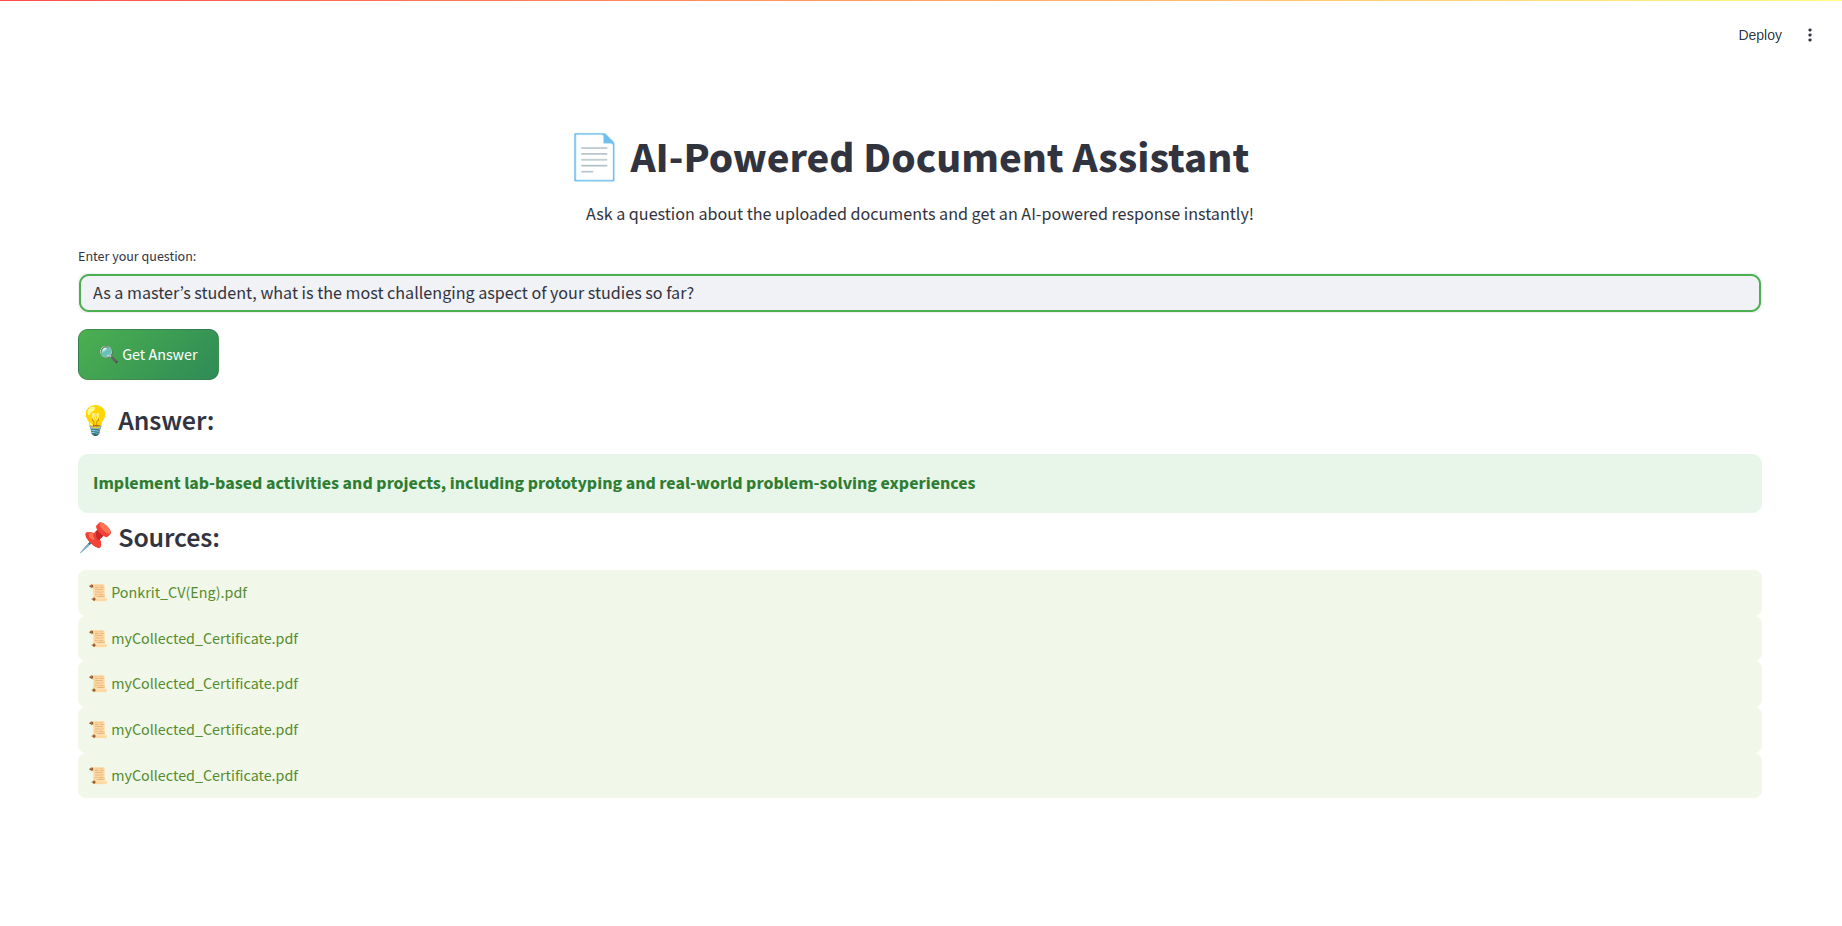 Deploy
AI-Powered Document Assistant
Ask a question about the uploaded documents and get an AI-powered response instantly!
Enter your question:
As a master’s student, what is the most challenging aspect of your studies so far?
Get Answer
Answer:
Implement lab-based activities and projects, including prototyping and real-world problem-solving experiences
Sources:
Ponkrit_CV(Eng).pdf
myCollected_Certificate.pdf
myCollected_Certificate.pdf
myCollected_Certificate.pdf
myCollected_Certificate.pdf